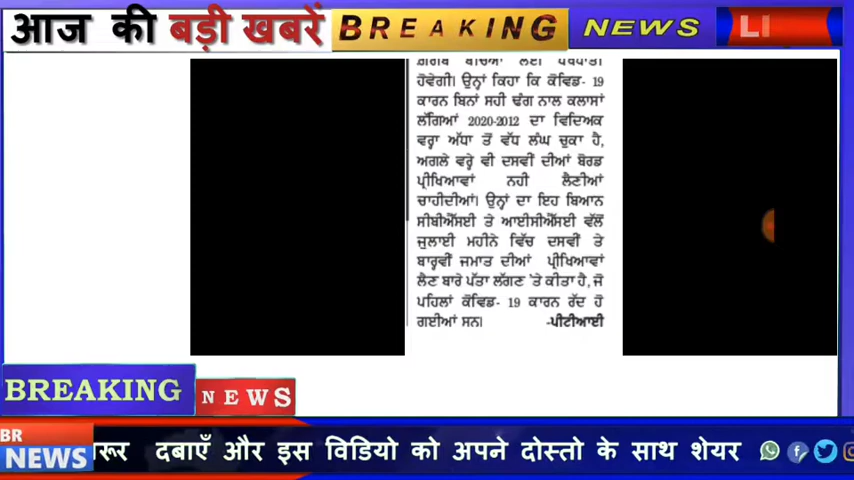 आज की बड़ी खबरें BREAKING NEWS LI
ਹੋਵੇਗੀ। ਉਨ੍ਹਾਂ ਕਿਹਾ ਕਿ ਕੋਵਿਡ- 19
ਕਾਰਨ ਬਿਨਾਂ ਸਹੀ ਢੰਗ ਨਾਲ ਕਲਾਸਾਂ
ਲੱਗਿਆਂ 2020-2012 ਦਾ ਵਿਦਿਅਕ
ਵਰ੍ਹਾ ਅੱਧਾ ਤੋਂ ਵੱਧ ਲੰਘ ਚੁਕਾ ਹੈ,
ਅਗਲੇ ਵਰ੍ਹੇ ਵੀ ਦਸਵੀਂ ਦੀਆਂ ਬੋਰਡ
ਪ੍ਰੀਖਿਆਵਾਂ ਨਹੀ ਲੈਣੀਆਂ
ਚਾਹੀਦੀਆਂ। ਉਨ੍ਹਾਂ ਦਾ ਇਹ ਬਿਆਨ
ਸੀਬੀਐੱਸਈ ਤੇ ਆਈਸੀਐੱਸਈ ਵੱਲੋਂ
ਜੁਲਾਈ ਮਹੀਨੇ ਵਿੱਚ ਦਸਵੀਂ ਤੇ
ਬਾਰ੍ਹਵੀਂ ਜਮਾਤ ਦੀਆਂ ਪ੍ਰੀਖਿਆਵਾਂ
ਲੈਣ ਬਾਰੇ ਪੱਤਾ ਲੱਗਣ 'ਤੇ ਕੀਤਾ ਹੈ, ਜੋ
ਪਹਿਲਾਂ ਕੋਵਿਡ- 19 ਕਾਰਨ ਰੱਦ ਹੋ
ਗਈਆਂ ਸਨ। -ਪੀਟੀਆਈ
BREAKING NEWS
BR
NEWS
दबाएँ और इस विडियो को अपने दोस्तो के साथ शेयर